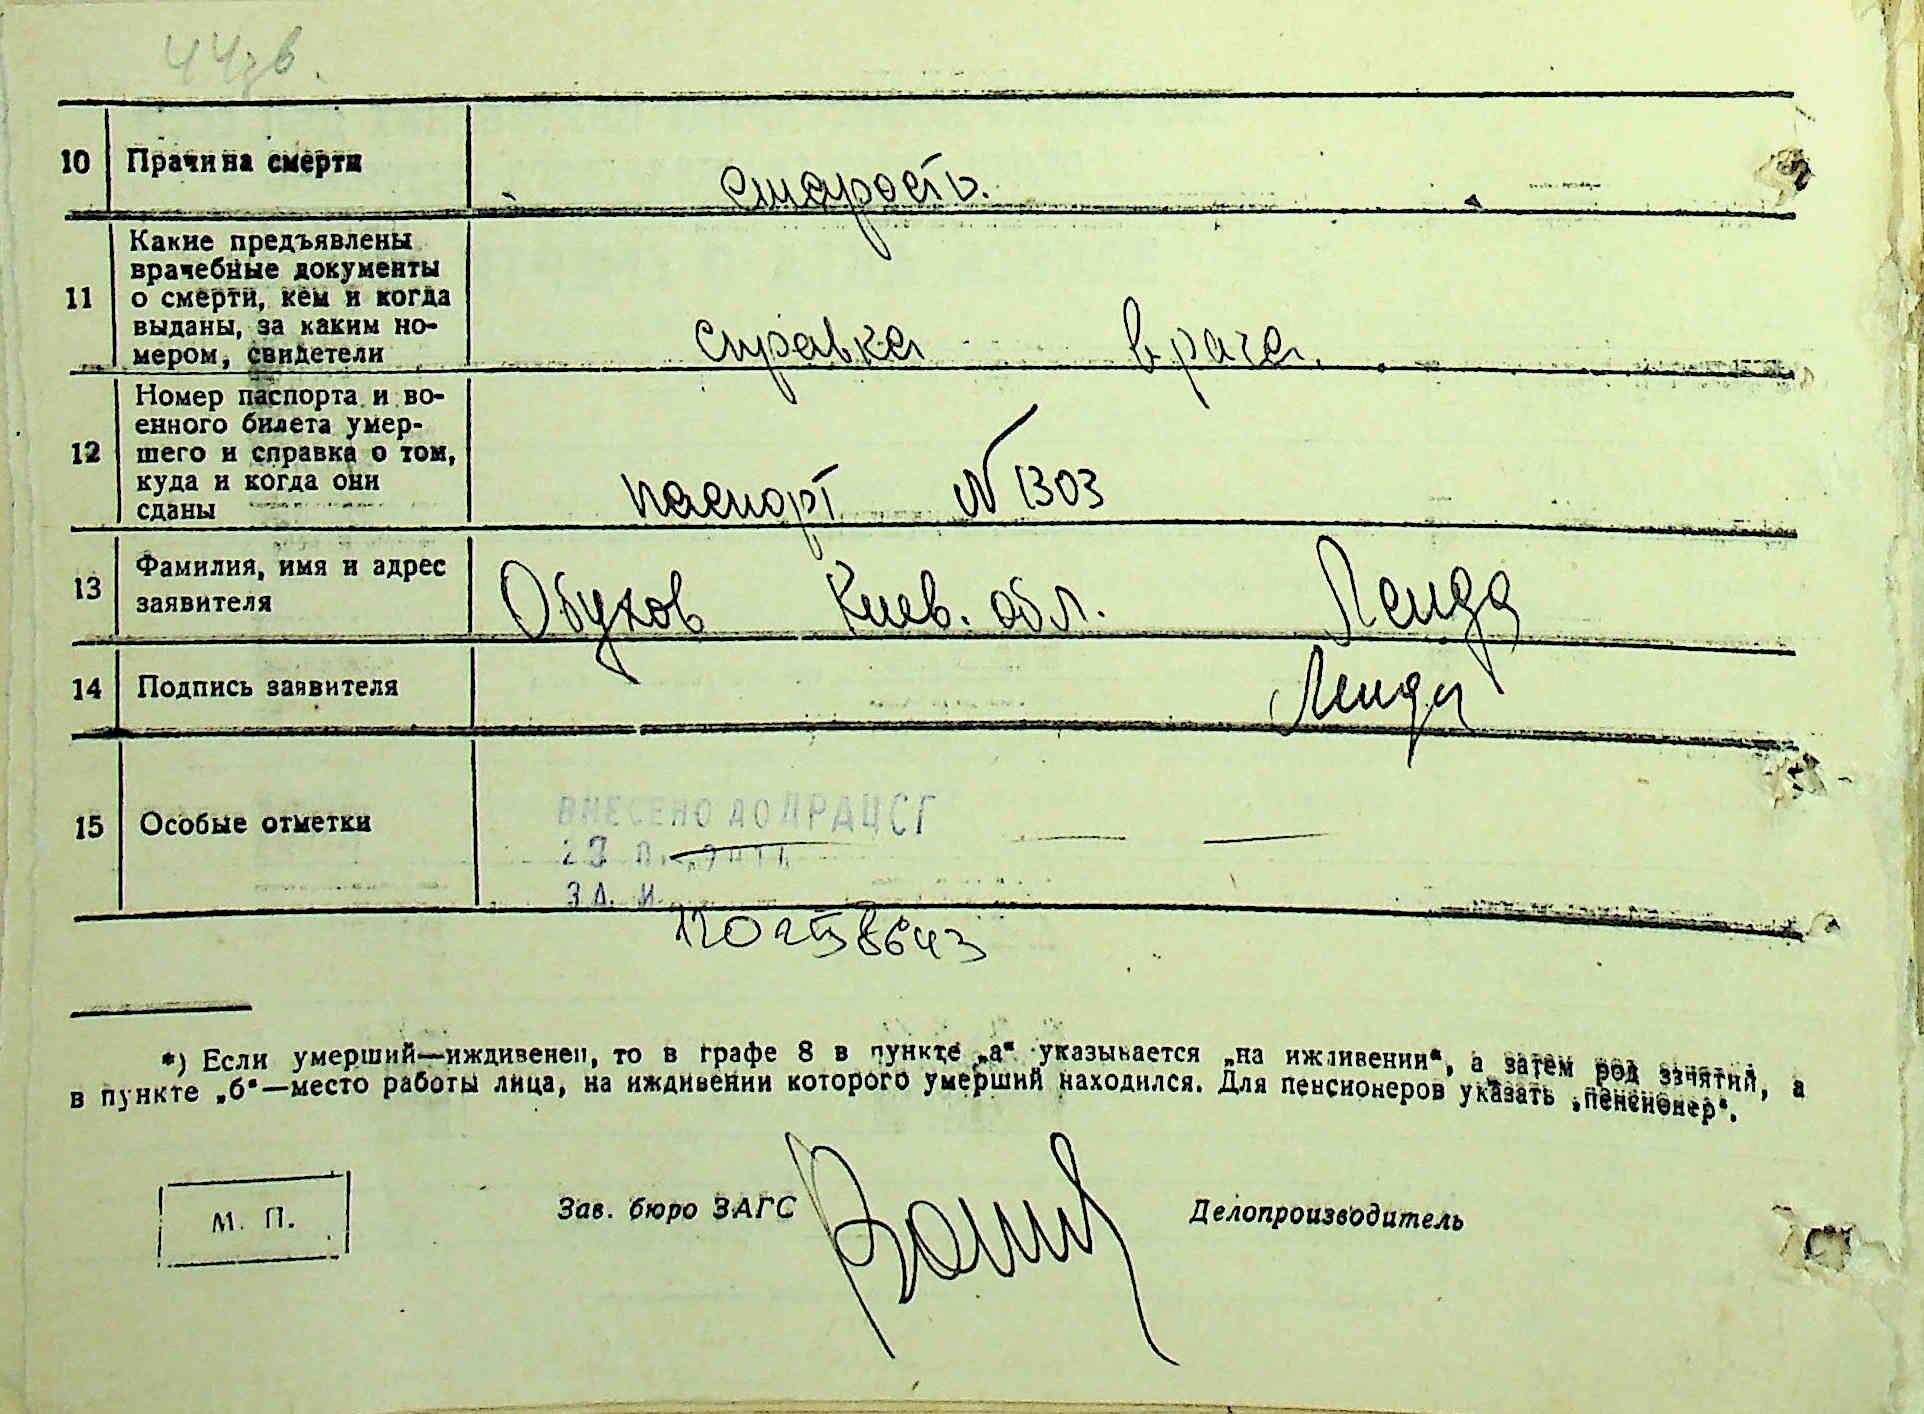 44зв.
10 Причина смерти старость.
11 Какие предъявлены
врачебные документы
о смерти, кем и когда
выданы, за каким но-
мером, свидетели справка врача.
12 Номер паспорта и во-
енного билета умер-
шего и справка о том,
куда и когда они
сданы паспорт № 1303
13 Фамилия, имя и адрес
заявителя Обухов Киев. обл.
14 Подпись заявителя
15 Особые отметки
ВНЕСЕНО ДО ДРАЦСГ
ЗА
*) Если умерший—иждивенец, то в графе 8 в пункте „а“ указывается „на иждивении“, а затем род занятий, а
в пункте „б“—место работы лица, на иждивении которого умерший находился. Для пенсионеров указать „пенсионер“.
М. П.
Зав. бюро ЗАГС Делопроизводитель